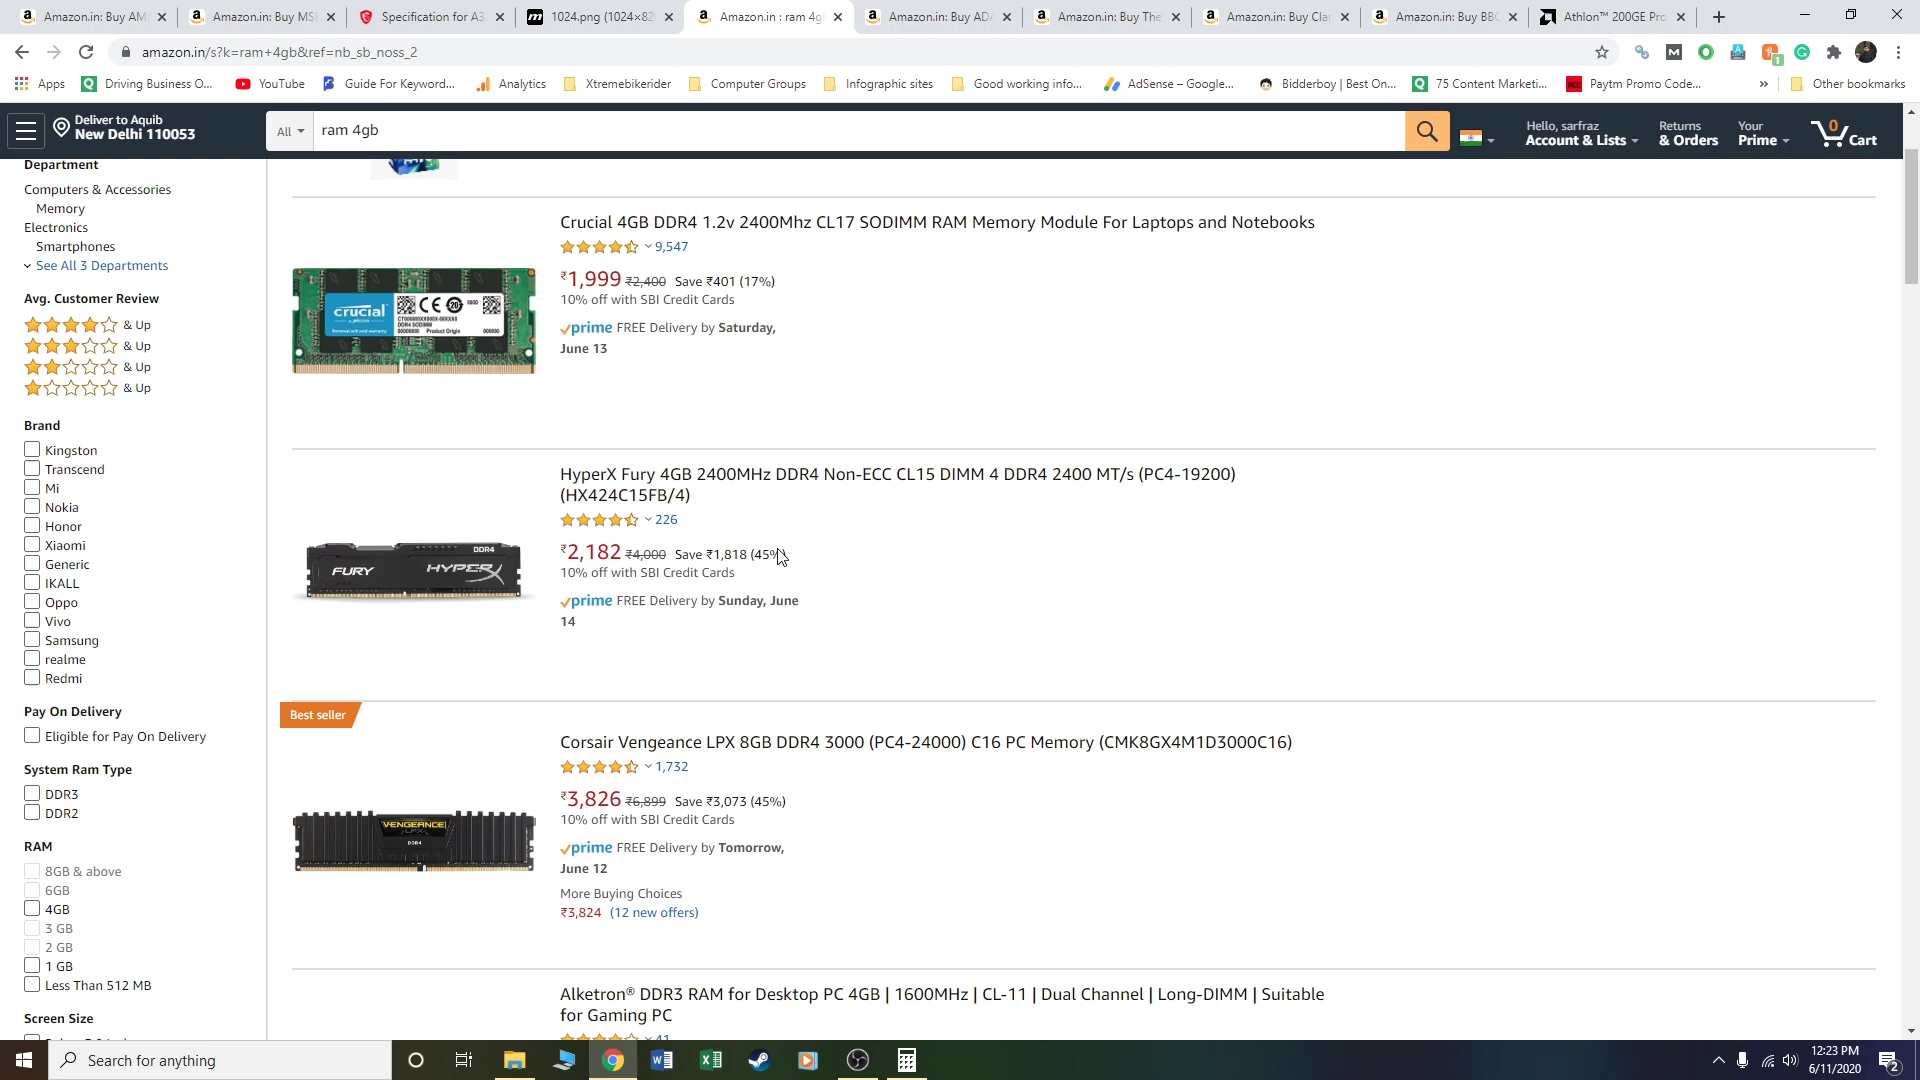 Amazon.in: Buy AM
Amazon.in: Buy MS
Specification for A3
1024.png (1024×82
Amazon.in : ram 4g
Amazon.in: Buy AD
Amazon.in: Buy The
Amazon.in: Buy Cla
Amazon.in: Buy BB
Athlon™ 200GE Pro
amazon.in/s?k=ram+4gb&ref=nb_sb_noss_2
Apps
Driving Business O...
YouTube
Guide For Keyword...
Analytics
Xtremebikerider
Computer Groups
Infographic sites
Good working info...
AdSense – Google...
Bidderboy | Best On...
75 Content Marketi...
Paytm Promo Code...
»
Other bookmarks
Deliver to Aquib
New Delhi 110053
All
ram 4gb
Hello, sarfraz
Account & Lists
Returns
& Orders
Your
Prime
0
Cart
Department
Computers & Accessories
Memory
Electronics
Smartphones
See All 3 Departments
Avg. Customer Review
& Up
& Up
& Up
& Up
Brand
Kingston
Transcend
Mi
Nokia
Honor
Xiaomi
Generic
IKALL
Oppo
Vivo
Samsung
realme
Redmi
Pay On Delivery
Eligible for Pay On Delivery
System Ram Type
DDR3
DDR2
RAM
8GB & above
6GB
4GB
3 GB
2 GB
1 GB
Less Than 512 MB
Screen Size
Crucial 4GB DDR4 1.2v 2400Mhz CL17 SODIMM RAM Memory Module For Laptops and Notebooks
9,547
₹1,999 ₹2,400 Save ₹401 (17%)
10% off with SBI Credit Cards
prime FREE Delivery by Saturday,
June 13
crucial
DDR4 SODIMM
Product Origin
HyperX Fury 4GB 2400MHz DDR4 Non-ECC CL15 DIMM 4 DDR4 2400 MT/s (PC4-19200)
(HX424C15FB/4)
226
₹2,182 ₹4,000 Save ₹1,818 (45%)
10% off with SBI Credit Cards
prime FREE Delivery by Sunday, June
14
DDR4
FURY HYPERX
Best seller
Corsair Vengeance LPX 8GB DDR4 3000 (PC4-24000) C16 PC Memory (CMK8GX4M1D3000C16)
1,732
₹3,826 ₹6,899 Save ₹3,073 (45%)
10% off with SBI Credit Cards
prime FREE Delivery by Tomorrow,
June 12
More Buying Choices
₹3,824 (12 new offers)
VENGEANCE
LPX
DDR4
Alketron® DDR3 RAM for Desktop PC 4GB | 1600MHz | CL-11 | Dual Channel | Long-DIMM | Suitable
for Gaming PC
41
Search for anything
12:23 PM
6/11/2020
2